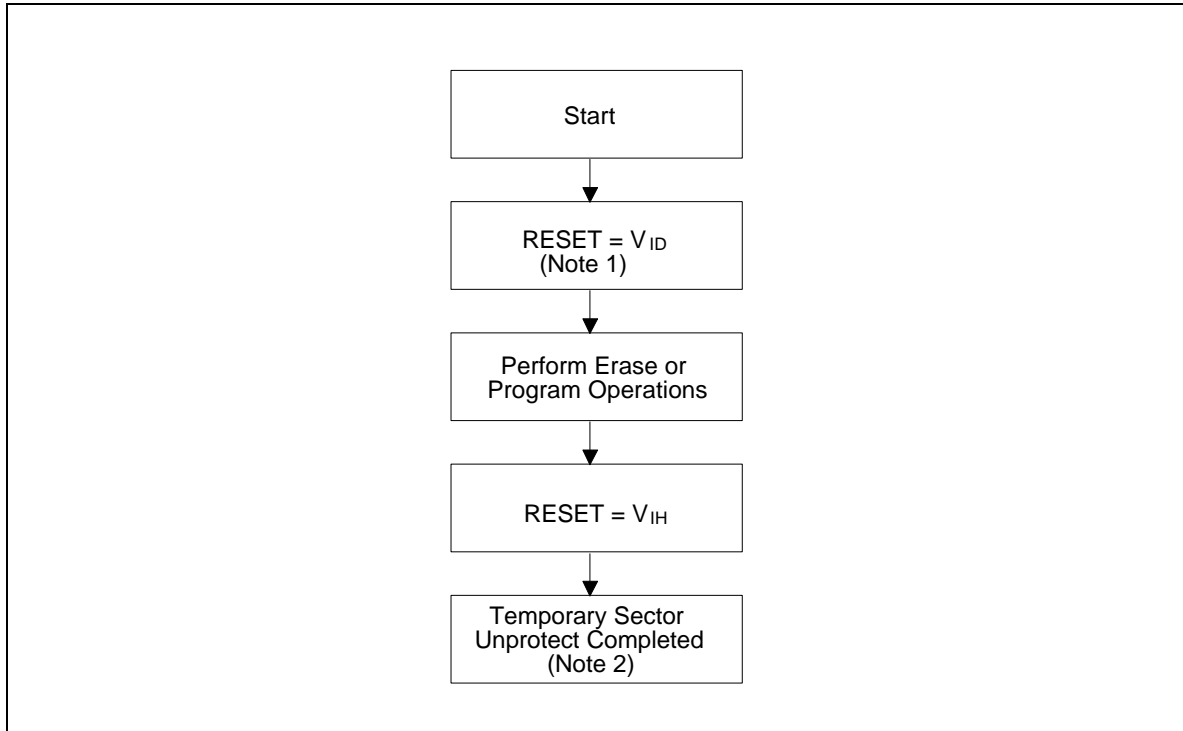 Start
RESET = VID
(Note 1)
Perform Erase or
Program Operations
RESET = VIH
Temporary Sector
Unprotect Completed
(Note 2)